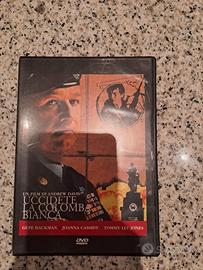 UN FILM DI ANDREW DAVIS
UCCIDETE
LA COLOMBA
BIANCA
GENE HACKMAN JOANNA CASSIDY TOMMY LEE JONES
DVD